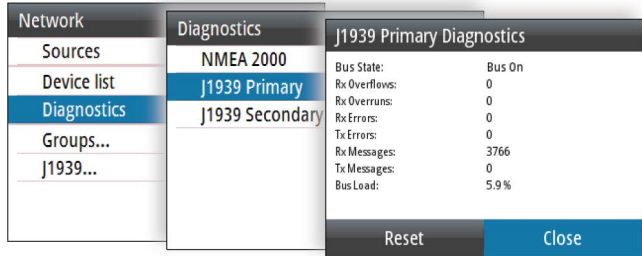 Network
Sources
Device list
Diagnostics
Groups...
J1939...
Diagnostics
NMEA 2000
J1939 Primary
J1939 Secondary
J1939 Primary Diagnostics
Bus State: Bus On
Rx Overflows: 0
Rx Overruns: 0
Rx Errors: 0
Tx Errors: 0
Rx Messages: 3766
Tx Messages: 0
Bus Load: 5.9 %
Reset Close